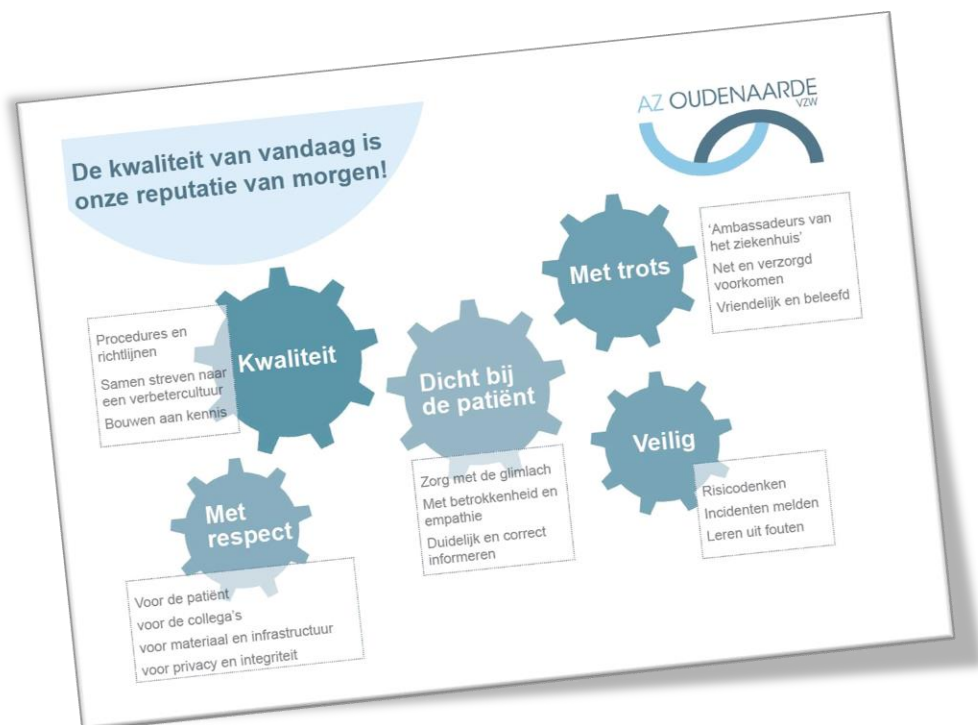 De kwaliteit van vandaag is
onze reputatie van morgen!
AZ OUDENAARDE
VZW
Kwaliteit
Procedures en
richtlijnen
Samen streven naar
een verbetercultuur
Bouwen aan kennis
Dicht bij
de patiënt
Zorg met de glimlach
Met betrokkenheid en
empathie
Duidelijk en correct
informeren
Met trots
‘Ambassadeurs van
het ziekenhuis’
Net en verzorgd
voorkomen
Vriendelijk en beleefd
Veilig
Risicodenken
Incidenten melden
Leren uit fouten
Met
respect
Voor de patiënt
voor de collega’s
voor materiaal en infrastructuur
voor privacy en integriteit